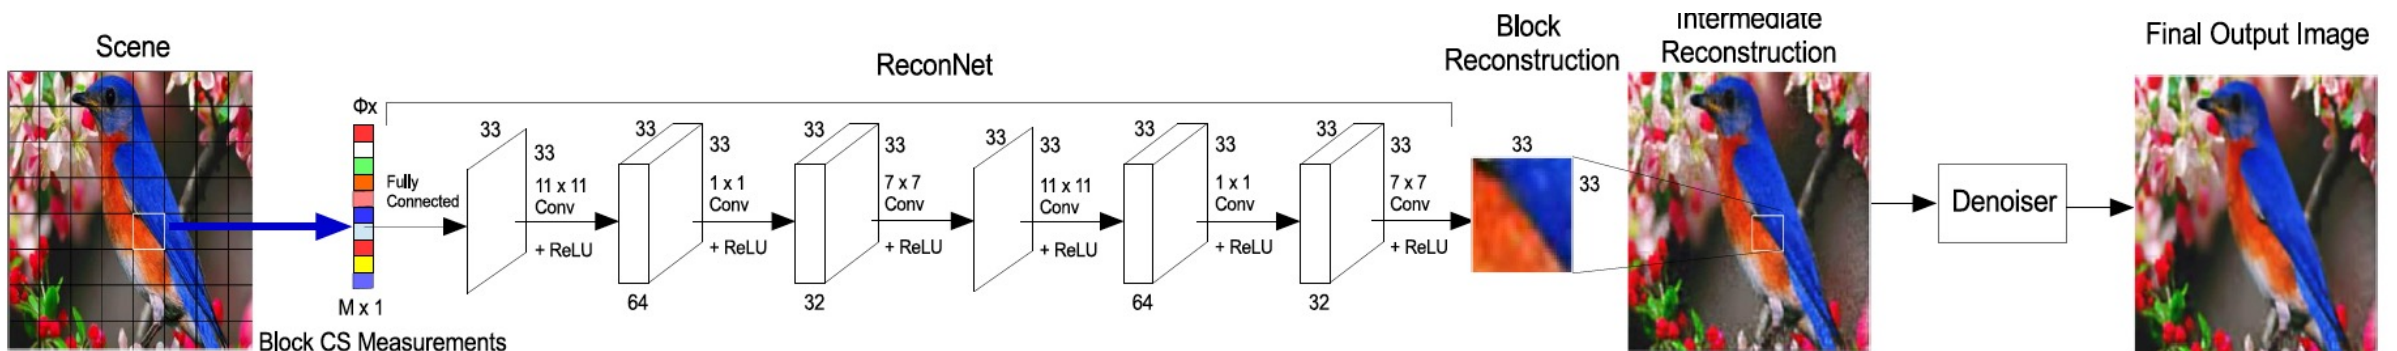 Scene
Φx
M x 1
Block CS Measurements
Fully
Connected
ReconNet
33
33
11 x 11
Conv
+ ReLU
33
33
64
1 x 1
Conv
+ ReLU
33
33
32
7 x 7
Conv
+ ReLU
33
33
11 x 11
Conv
+ ReLU
33
33
64
1 x 1
Conv
+ ReLU
33
33
32
7 x 7
Conv
+ ReLU
Block
Reconstruction
33
33
Intermediate
Reconstruction
Denoiser
Final Output Image